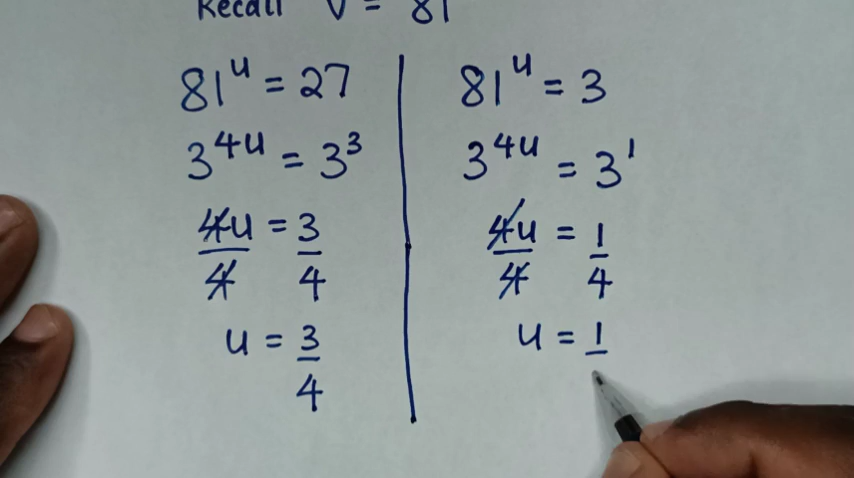 Recall V = 81
81^u = 27
3^4u = 3^3
4u/4 = 3/4
u = 3/4
81^u = 3
3^4u = 3^1
4u/4 = 1/4
u = 1/